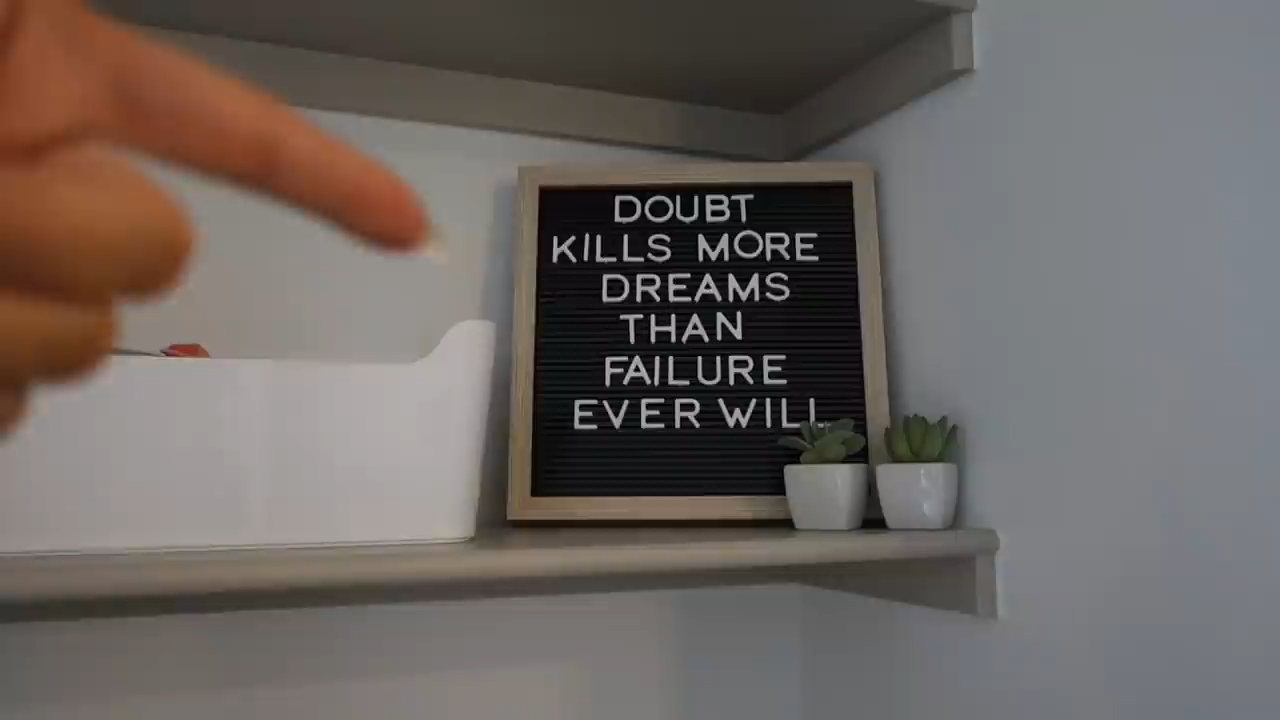 DOUBT
KILLS MORE
DREAMS
THAN
FAILURE
EVER WILL